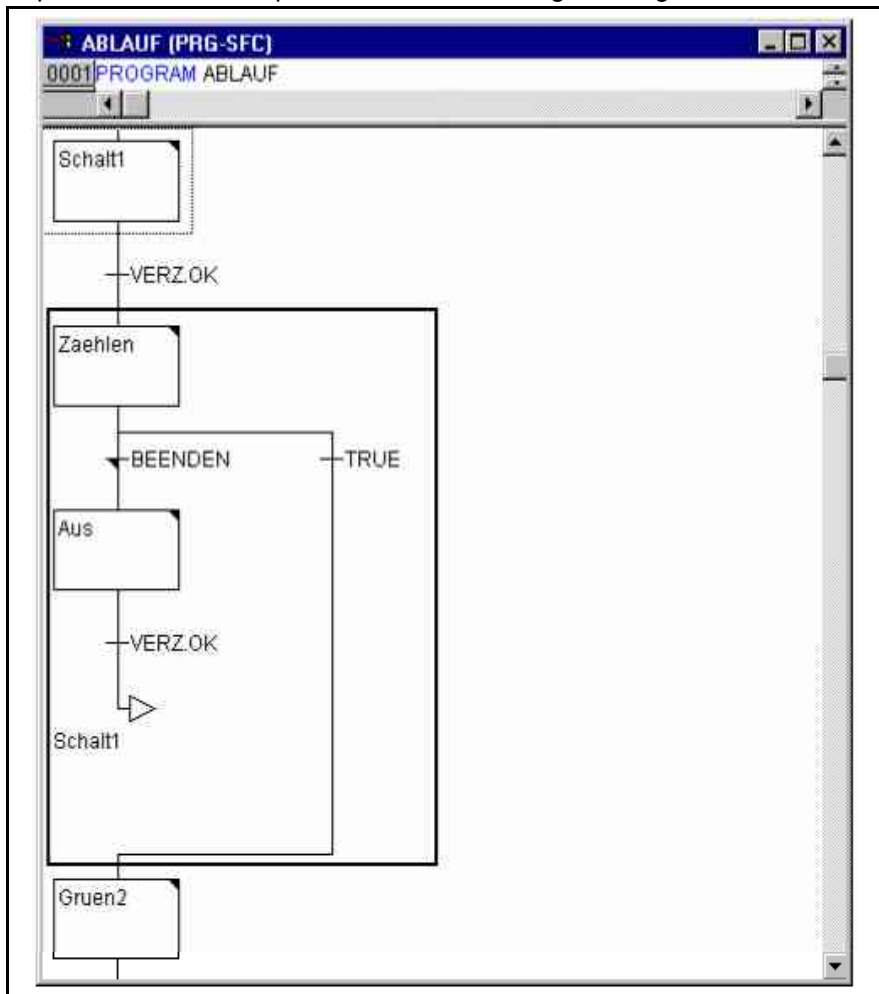 ABLAUF (PRG-SFC)
0001 PROGRAM ABLAUF
Schalt1
VERZ.OK
Zaehlen
BEENDEN TRUE
Aus
VERZ.OK
Schalt1
Gruen2